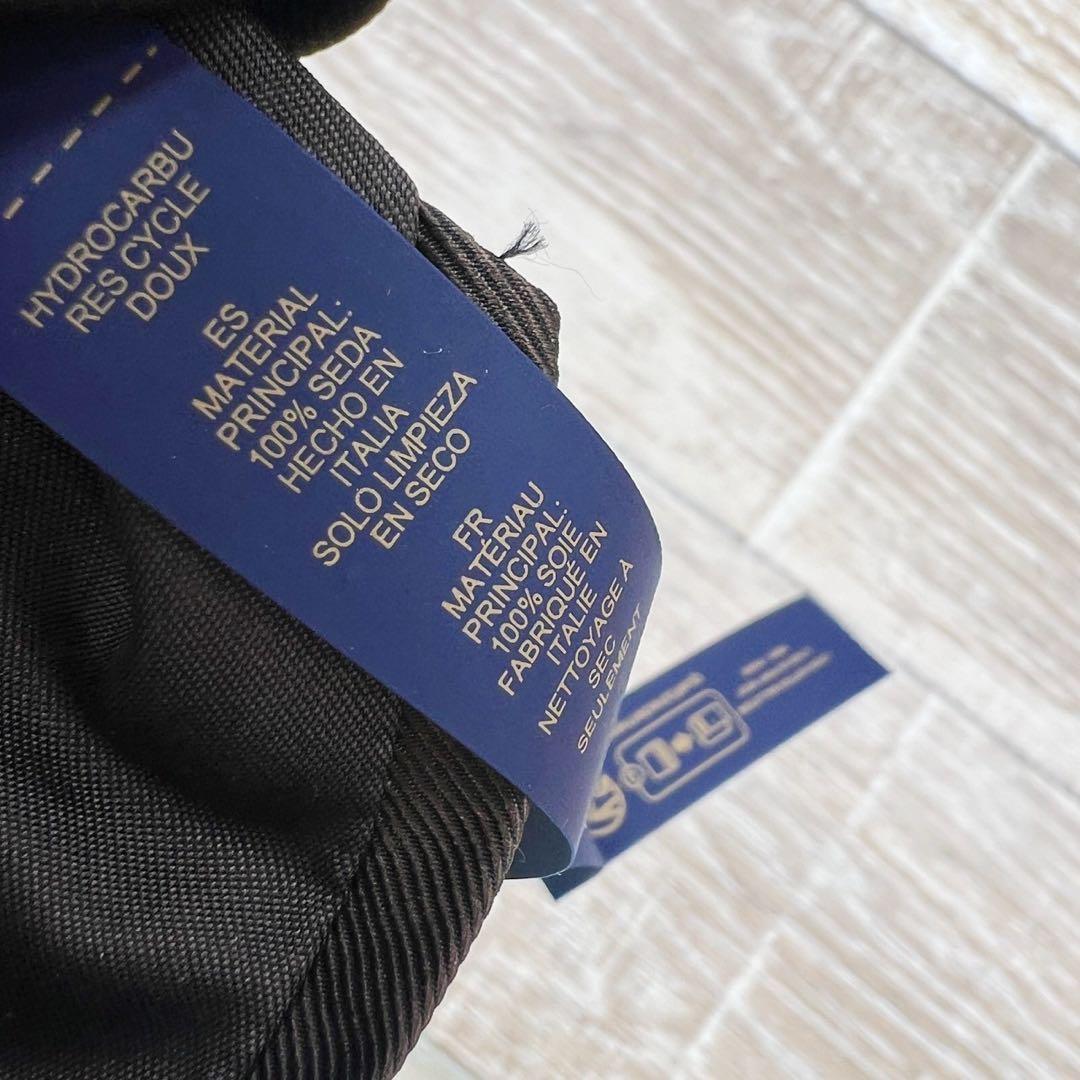 HYDROCARBU
RES CYCLE
DOUX
ES
MATERIAL
PRINCIPAL:
100% SEDA
HECHO EN
ITALIA
SOLÓ LIMPIEZA
EN SECO
FR
MATÉRIAU
PRINCIPAL:
100% SOIE
FABRIQUÉ EN
ITALIE
NETTOYAGE À
SEC
SEULEMENT